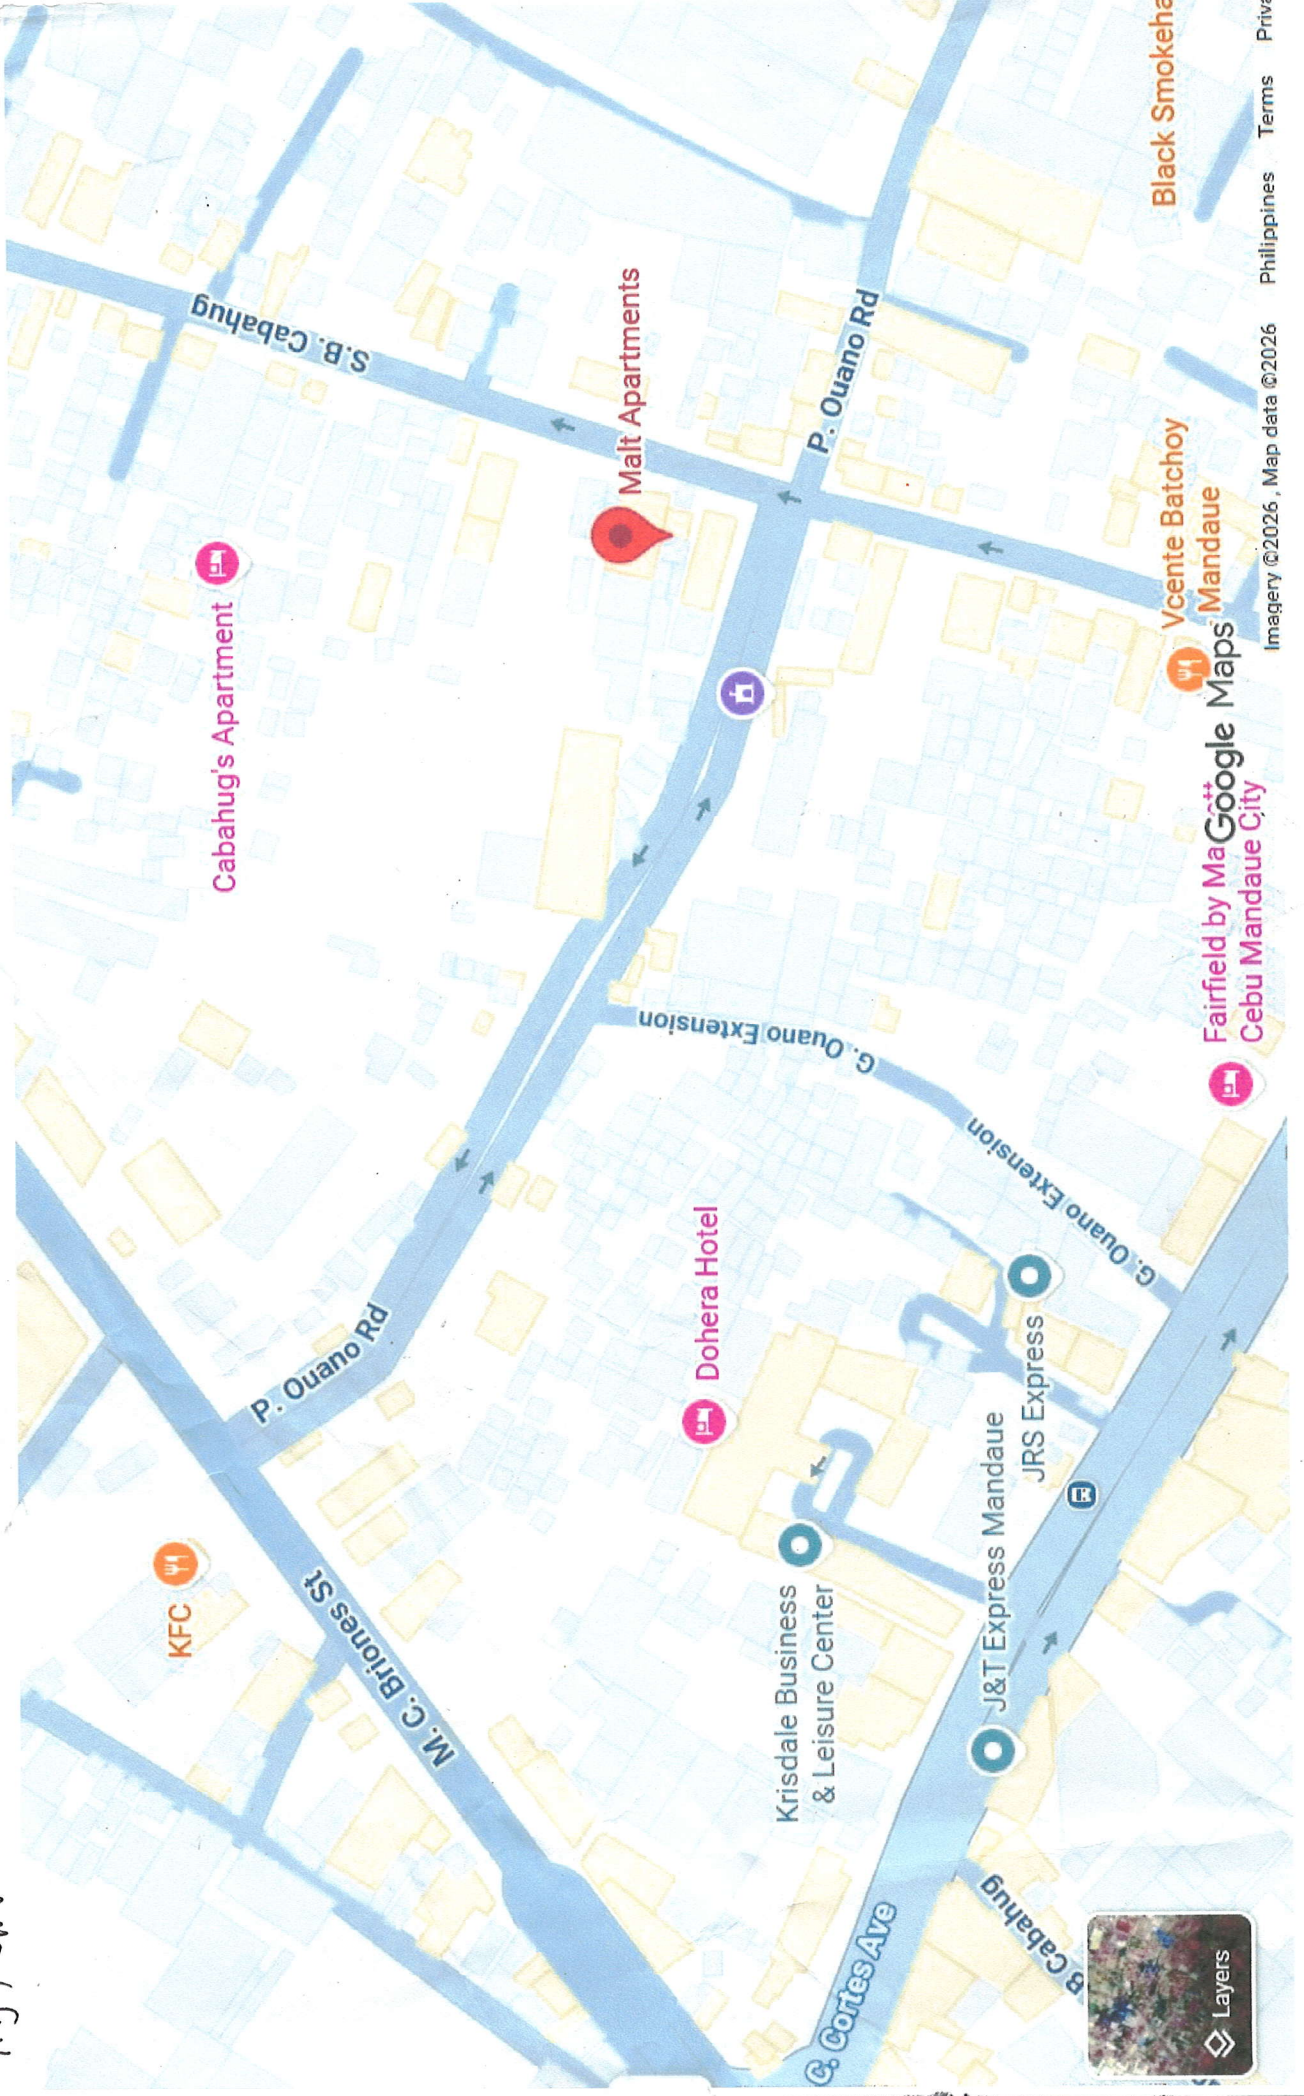 KFC
M. C. Briones St
P. Ouano Rd
Cabahug's Apartment
S.B. Cabahug
Malt Apartments
P. Ouano Rd
G. Ouano Extension
G. Ouano Extension
Dohera Hotel
Krisdale Business
& Leisure Center
J&T Express Mandaue
JRS Express
C. Cortes Ave
B Cabahug
Layers
Fairfield by Ma
Cebu Mandaue City
Google Maps
Vcente Batchoy
Mandaue
Black Smokeha
Imagery ©2026 , Map data ©2026 Philippines Terms Priva